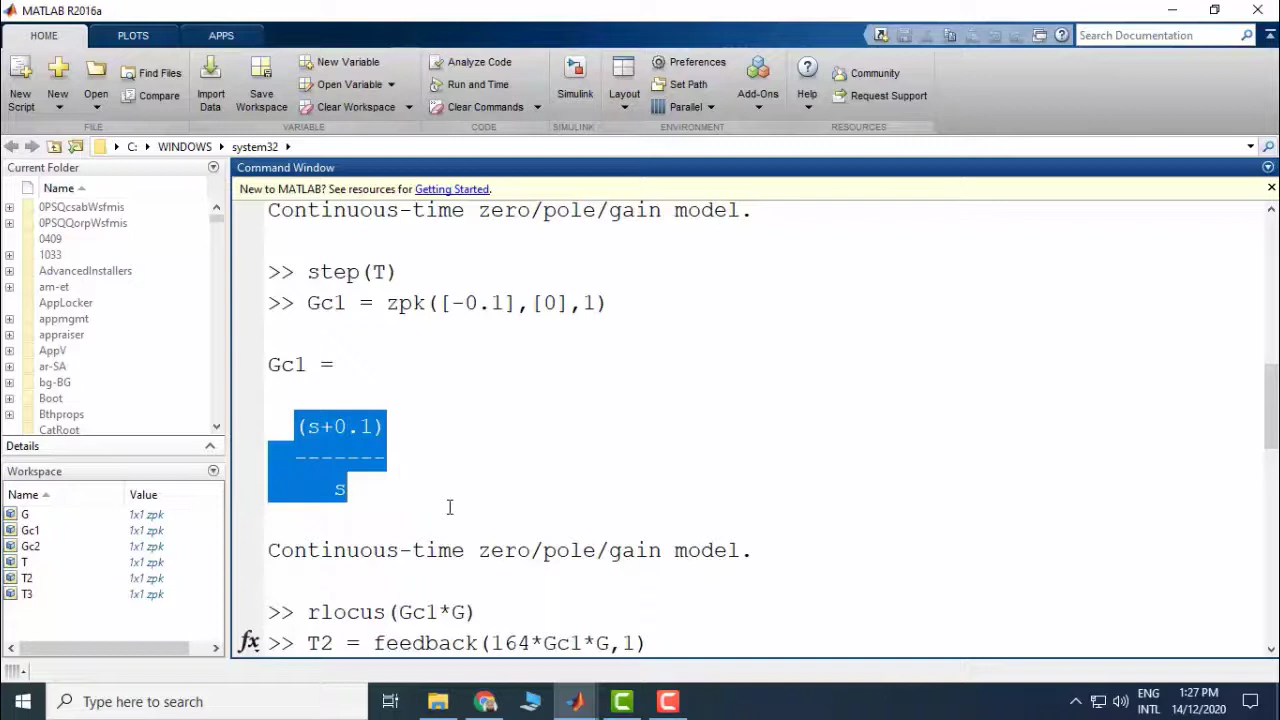 MATLAB R2016a
HOME PLOTS APPS
Search Documentation
New Script
New
Open
Find Files
Compare
Import Data
Save Workspace
New Variable
Open Variable
Clear Workspace
Analyze Code
Run and Time
Clear Commands
Simulink
Layout
Preferences
Set Path
Parallel
Add-Ons
Help
Community
Request Support
FILE VARIABLE CODE SIMULINK ENVIRONMENT RESOURCES
C: WINDOWS system32
Current Folder
Name
0PSQcsabWsfmis
0PSQQorpWsfmis
0409
1033
AdvancedInstallers
am-et
AppLocker
appmgmt
appraiser
AppV
ar-SA
bg-BG
Boot
Bthprops
CatRoot
Details
Workspace
Name Value
G 1x1 zpk
Gc1 1x1 zpk
Gc2 1x1 zpk
T 1x1 zpk
T2 1x1 zpk
T3 1x1 zpk
Command Window
New to MATLAB? See resources for Getting Started.
Continuous-time zero/pole/gain model.
>> step(T)
>> Gc1 = zpk([-0.1],[0],1)
Gc1 =
(s+0.1)
-------
s
Continuous-time zero/pole/gain model.
>> rlocus(Gc1*G)
fx >> T2 = feedback(164*Gc1*G,1)
Type here to search
ENG
INTL
1:27 PM
14/12/2020